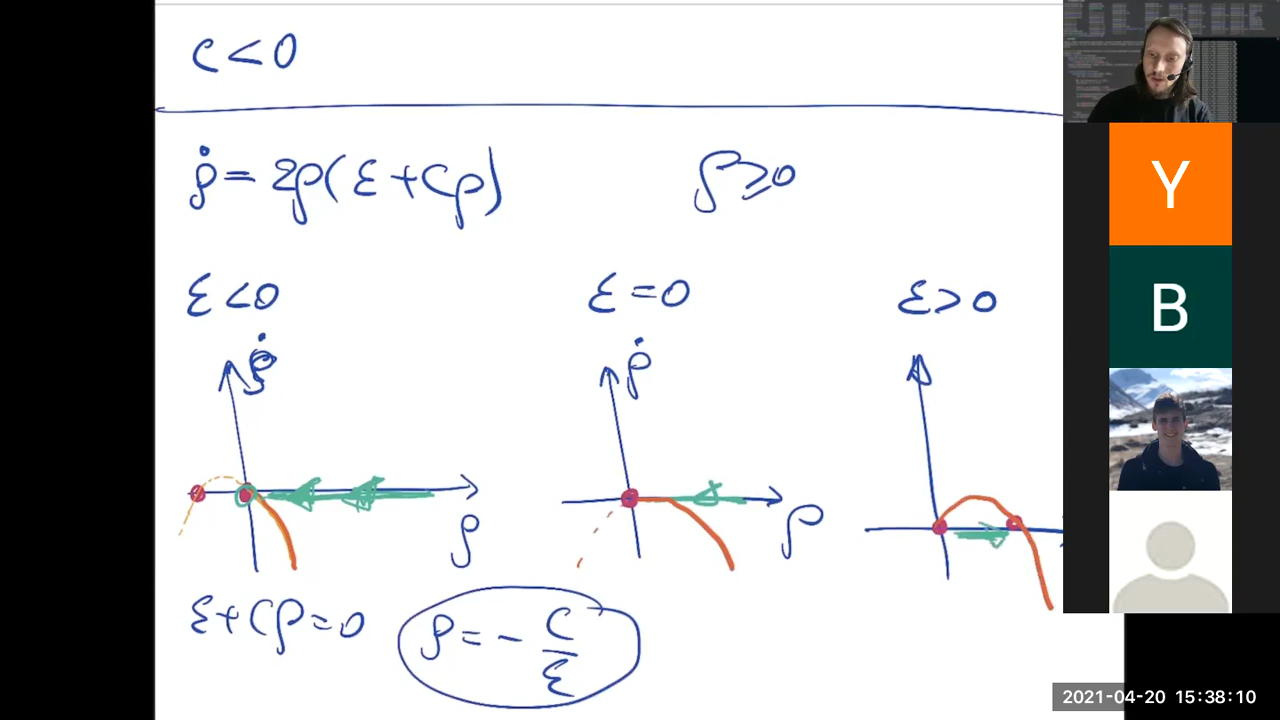 C < 0
ρ̇ = 2ρ(ε + Cρ)
ρ ⩾ 0
ε < 0
ε = 0
ε > 0
ρ̇
ρ̇
ρ
ρ
ε + Cρ = 0
ρ = - C/ε
Y
B
2021-04-20 15:38:10